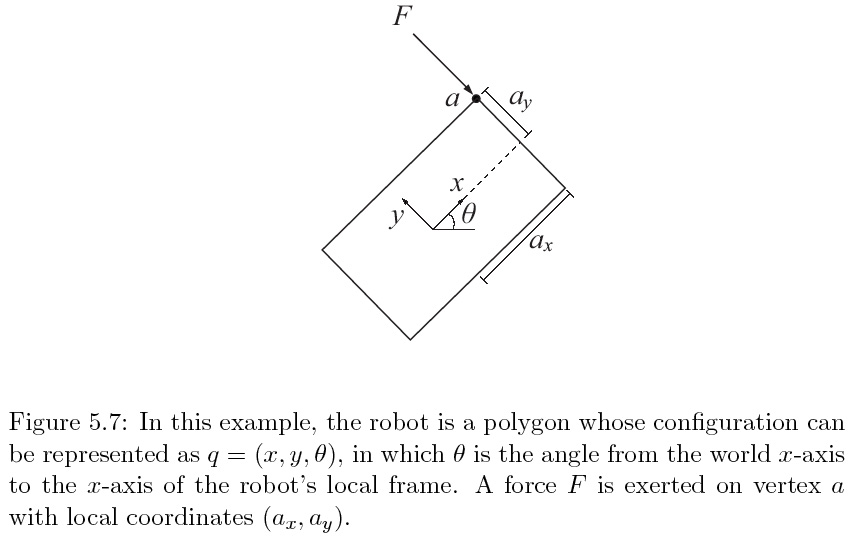 F
a
a_y
x
y
θ
a_x
Figure 5.7: In this example, the robot is a polygon whose configuration can
be represented as q = (x, y, θ), in which θ is the angle from the world x-axis
to the x-axis of the robot's local frame. A force F is exerted on vertex a
with local coordinates (a_x, a_y).